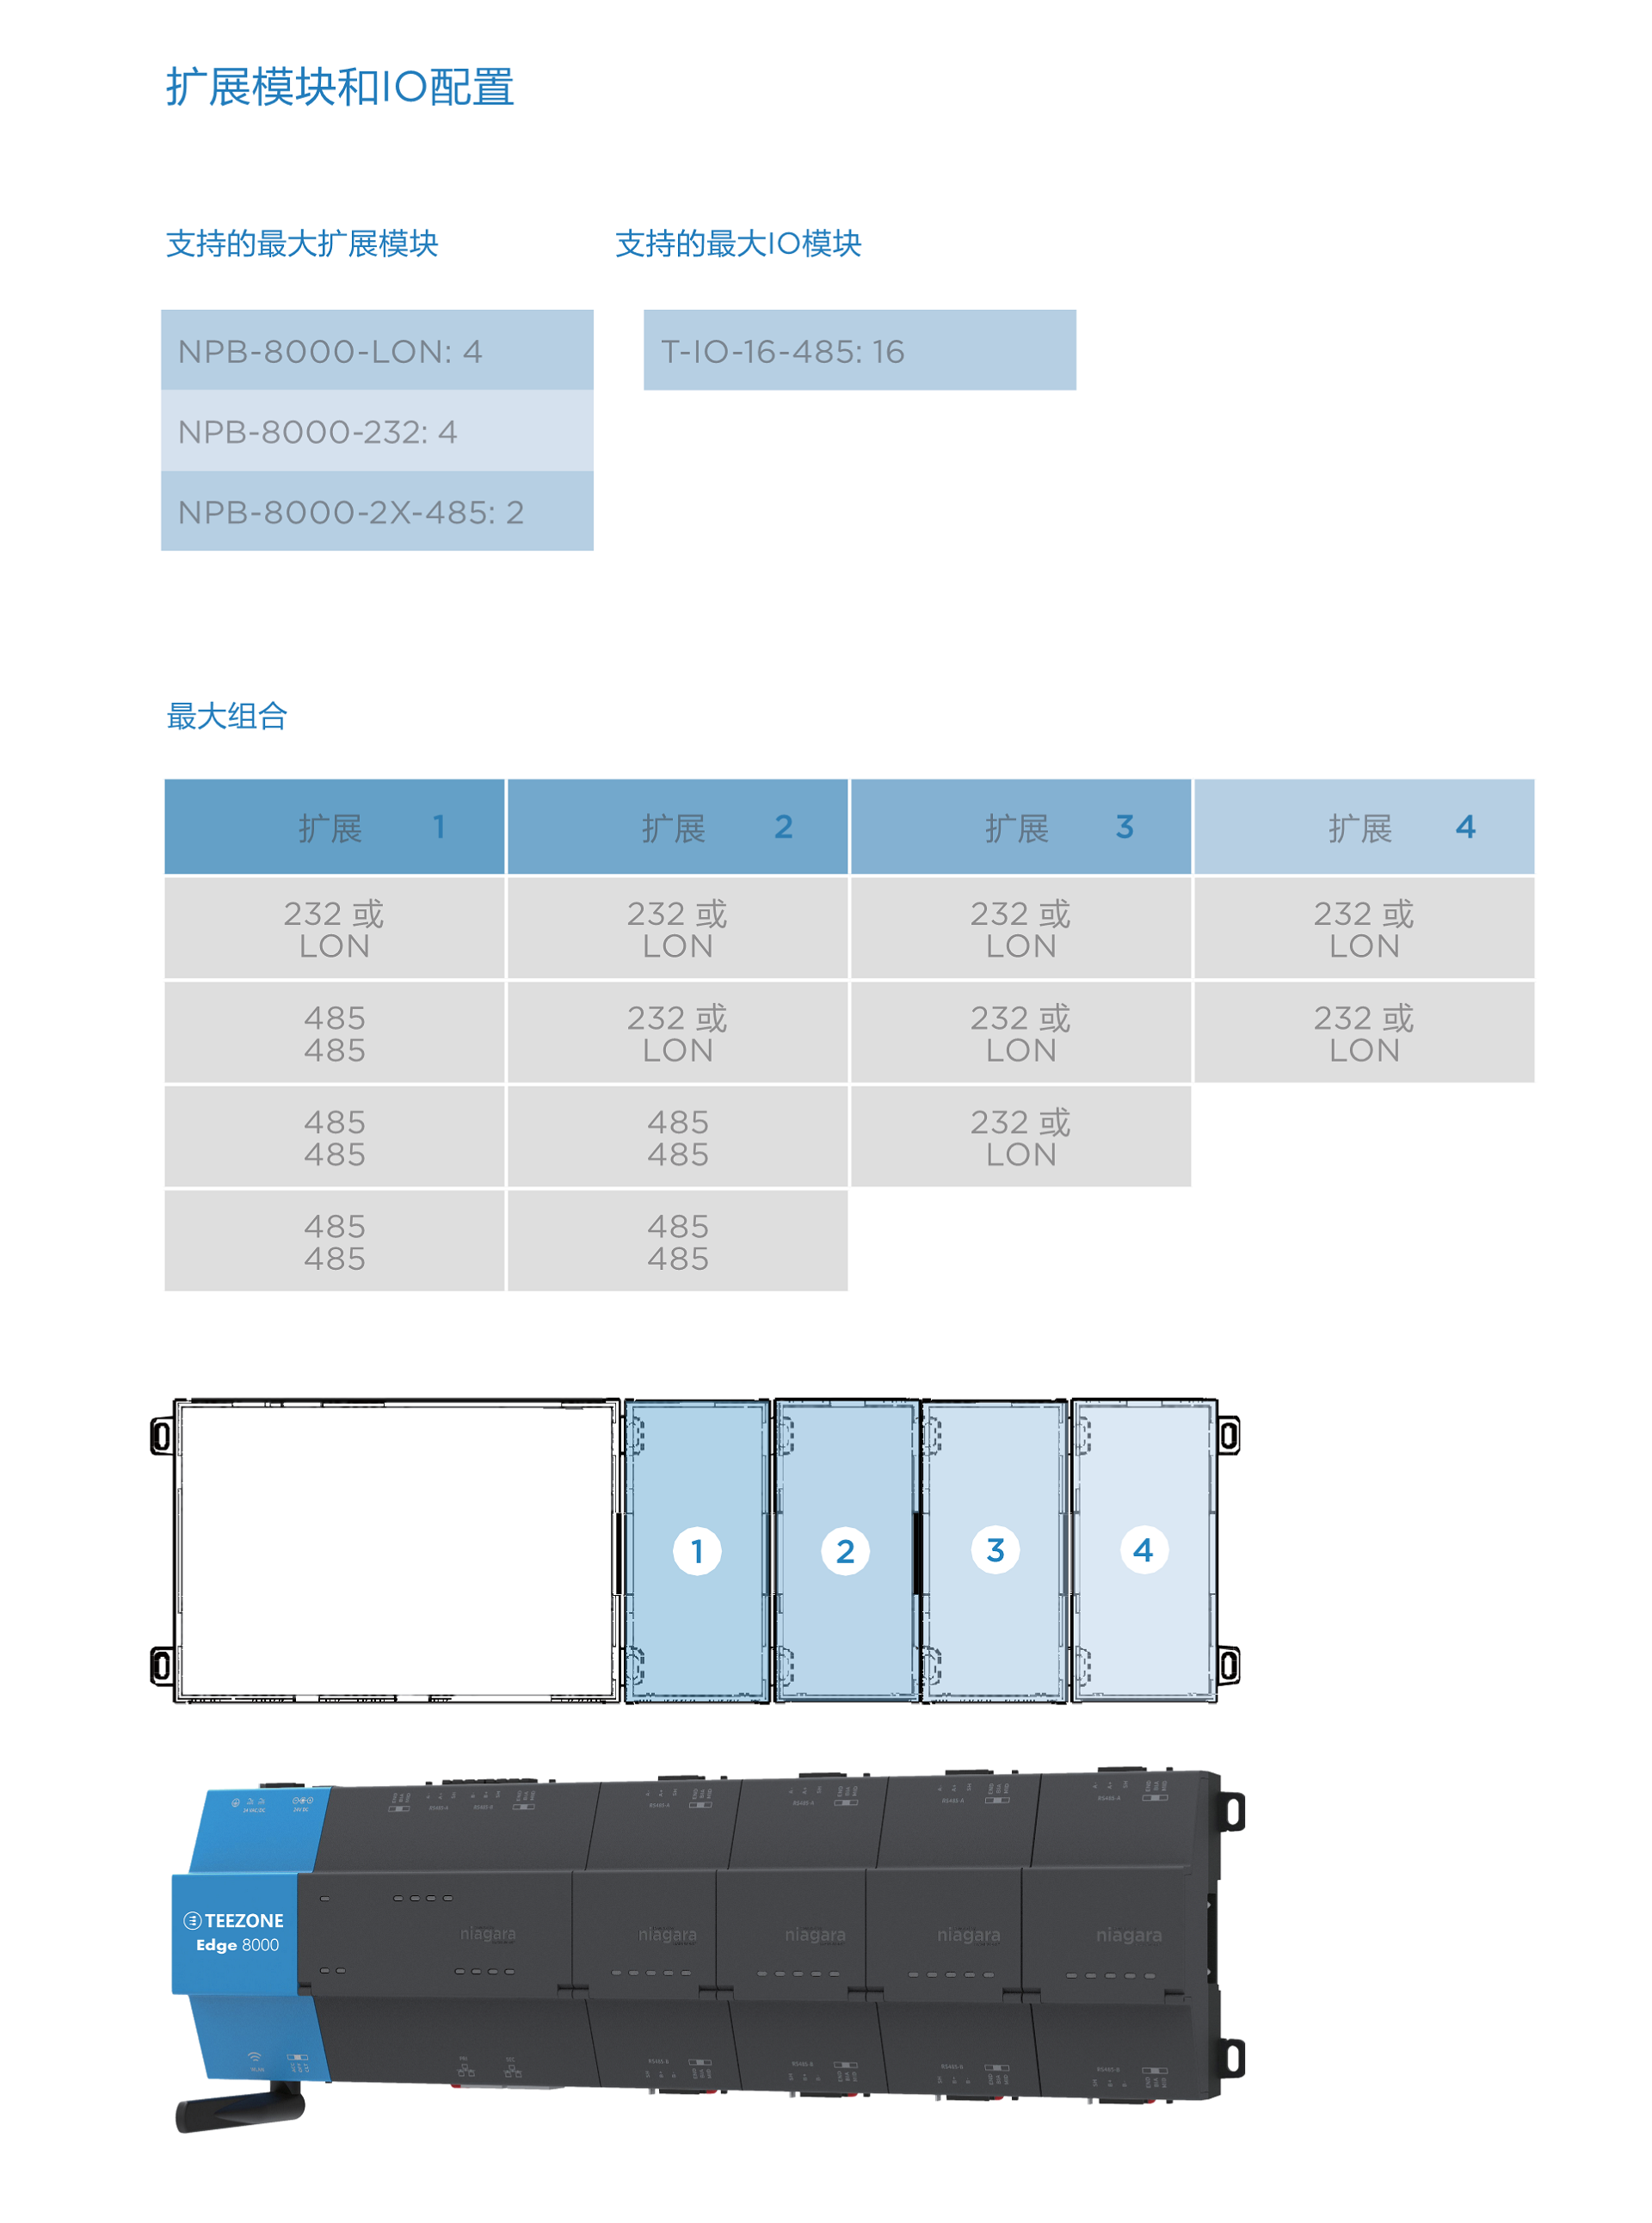 扩展模块和IO配置
支持的最大扩展模块
支持的最大IO模块
NPB-8000-LON: 4
T-IO-16-485: 16
NPB-8000-232: 4
NPB-8000-2X-485: 2
最大组合
扩展 1 扩展 2 扩展 3 扩展 4
232 或 232 或 232 或 232 或
LON LON LON LON
485 232 或 232 或 232 或
485 LON LON LON
485 485 232 或
485 485 LON
485 485
485 485
1 2 3 4
TEEZONE
Edge 8000
niagara niagara niagara niagara niagara